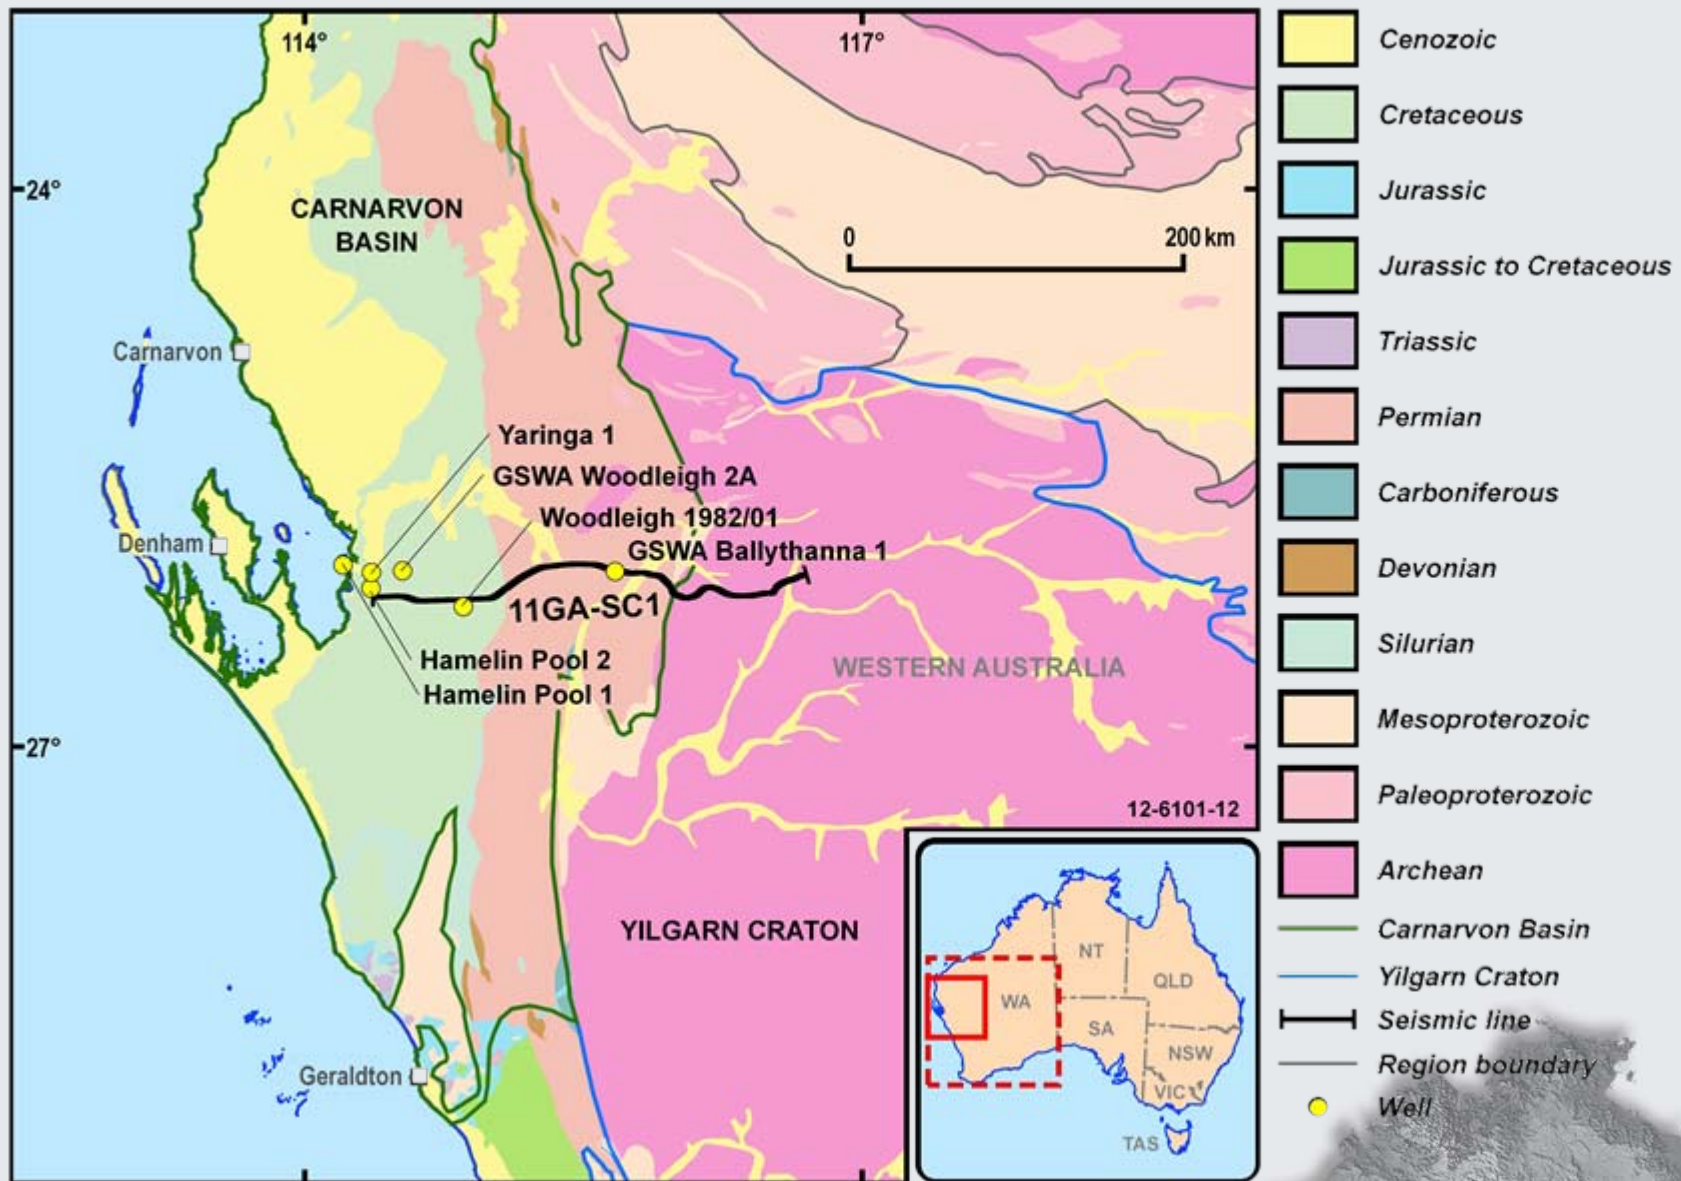 114°
117°
24°
CARNARVON
BASIN
0
200 km
Carnarvon
Yaringa 1
GSWA Woodleigh 2A
Woodleigh 1982/01
Denham
GSWA Ballythanna 1
11GA-SC1
Hamelin Pool 2
Hamelin Pool 1
WESTERN AUSTRALIA
27°
12-6101-12
YILGARN CRATON
Geraldton
NT
QLD
WA
SA
NSW
VIC
TAS
Cenozoic
Cretaceous
Jurassic
Jurassic to Cretaceous
Triassic
Permian
Carboniferous
Devonian
Silurian
Mesoproterozoic
Paleoproterozoic
Archean
Carnarvon Basin
Yilgarn Craton
Seismic line
Region boundary
Well